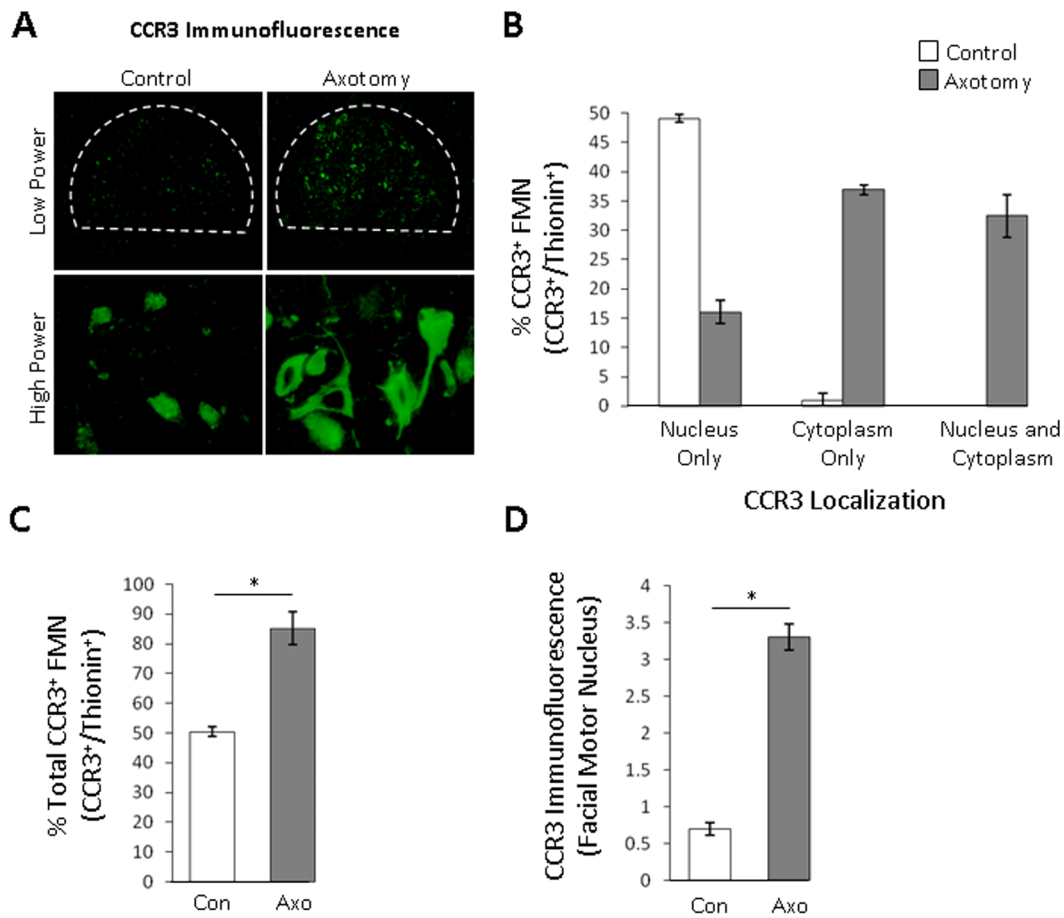 A
CCR3 Immunofluorescence
Control
Axotomy
Low Power
High Power
B
Control
Axotomy
% CCR3⁺ FMN
(CCR3⁺/Thionin⁺)
50
45
40
35
30
25
20
15
10
5
0
Nucleus
Only
Cytoplasm
Only
Nucleus and
Cytoplasm
CCR3 Localization
C
% Total CCR3⁺ FMN
(CCR3⁺/Thionin⁺)
100
90
80
70
60
50
40
30
20
10
0
*
Con
Axo
D
CCR3 Immunofluorescence
(Facial Motor Nucleus)
4
3.5
3
2.5
2
1.5
1
0.5
0
*
Con
Axo